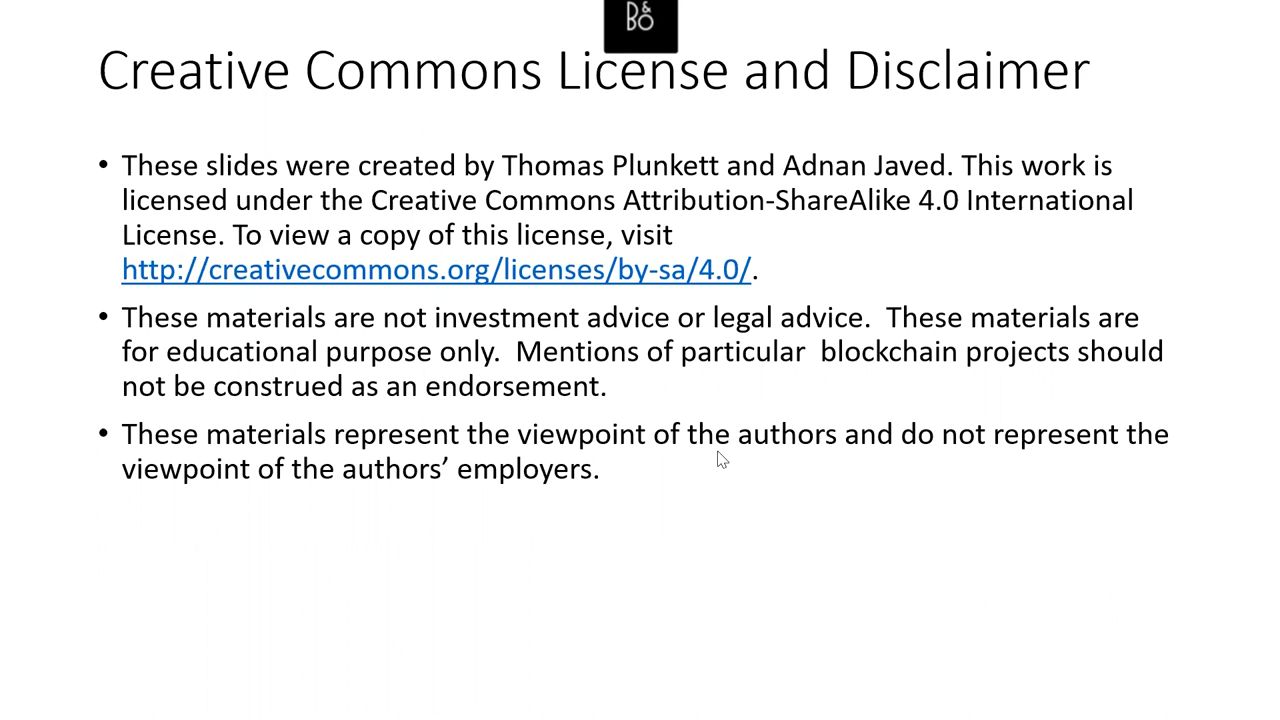 B&O
Creative Commons License and Disclaimer
• These slides were created by Thomas Plunkett and Adnan Javed. This work is
licensed under the Creative Commons Attribution-ShareAlike 4.0 International
License. To view a copy of this license, visit
http://creativecommons.org/licenses/by-sa/4.0/.
• These materials are not investment advice or legal advice.  These materials are
for educational purpose only.  Mentions of particular  blockchain projects should
not be construed as an endorsement.
• These materials represent the viewpoint of the authors and do not represent the
viewpoint of the authors’ employers.